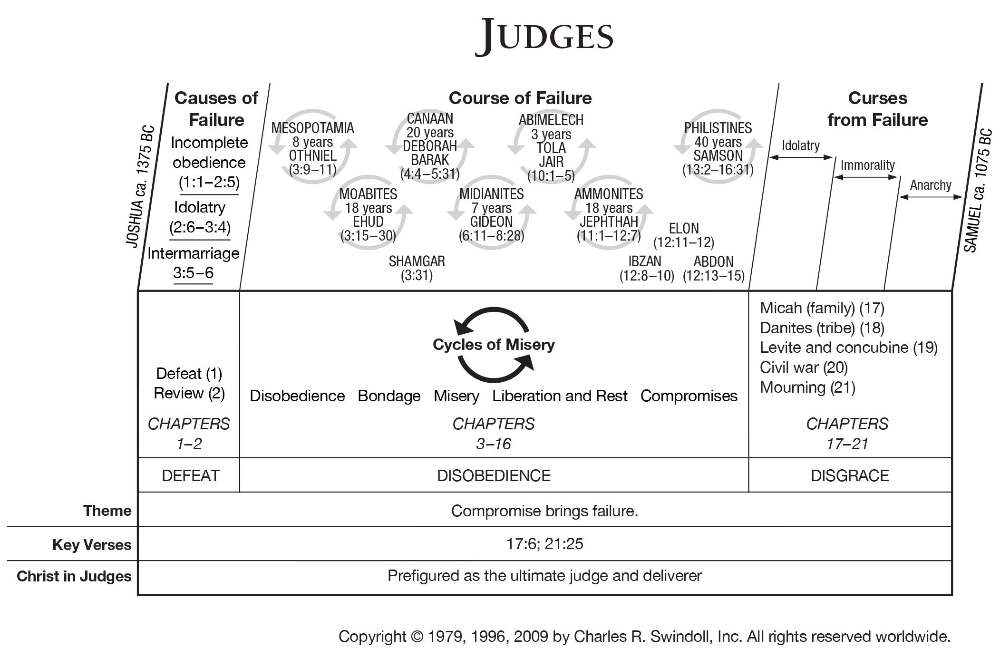 JUDGES
JOSHUA ca. 1375 BC
Causes of
Failure
Incomplete
obedience
(1:1–2:5)
Idolatry
(2:6–3:4)
Intermarriage
3:5–6
Course of Failure
MESOPOTAMIA
8 years
OTHNIEL
(3:9–11)
MOABITES
18 years
EHUD
(3:15–30)
SHAMGAR
(3:31)
CANAAN
20 years
DEBORAH
BARAK
(4:4–5:31)
MIDIANITES
7 years
GIDEON
(6:11–8:28)
ABIMELECH
3 years
TOLA
JAIR
(10:1–5)
AMMONITES
18 years
JEPHTHAH
(11:1–12:7)
IBZAN
(12:8–10)
ELON
(12:11–12)
ABDON
(12:13–15)
PHILISTINES
40 years
SAMSON
(13:2–16:31)
Curses
from Failure
Idolatry
Immorality
Anarchy
SAMUEL ca. 1075 BC
Defeat (1)
Review (2)
CHAPTERS
1–2
Cycles of Misery
Disobedience Bondage Misery Liberation and Rest Compromises
CHAPTERS
3–16
Micah (family) (17)
Danites (tribe) (18)
Levite and concubine (19)
Civil war (20)
Mourning (21)
CHAPTERS
17–21
DEFEAT DISOBEDIENCE DISGRACE
Theme Compromise brings failure.
Key Verses 17:6; 21:25
Christ in Judges Prefigured as the ultimate judge and deliverer
Copyright © 1979, 1996, 2009 by Charles R. Swindoll, Inc. All rights reserved worldwide.